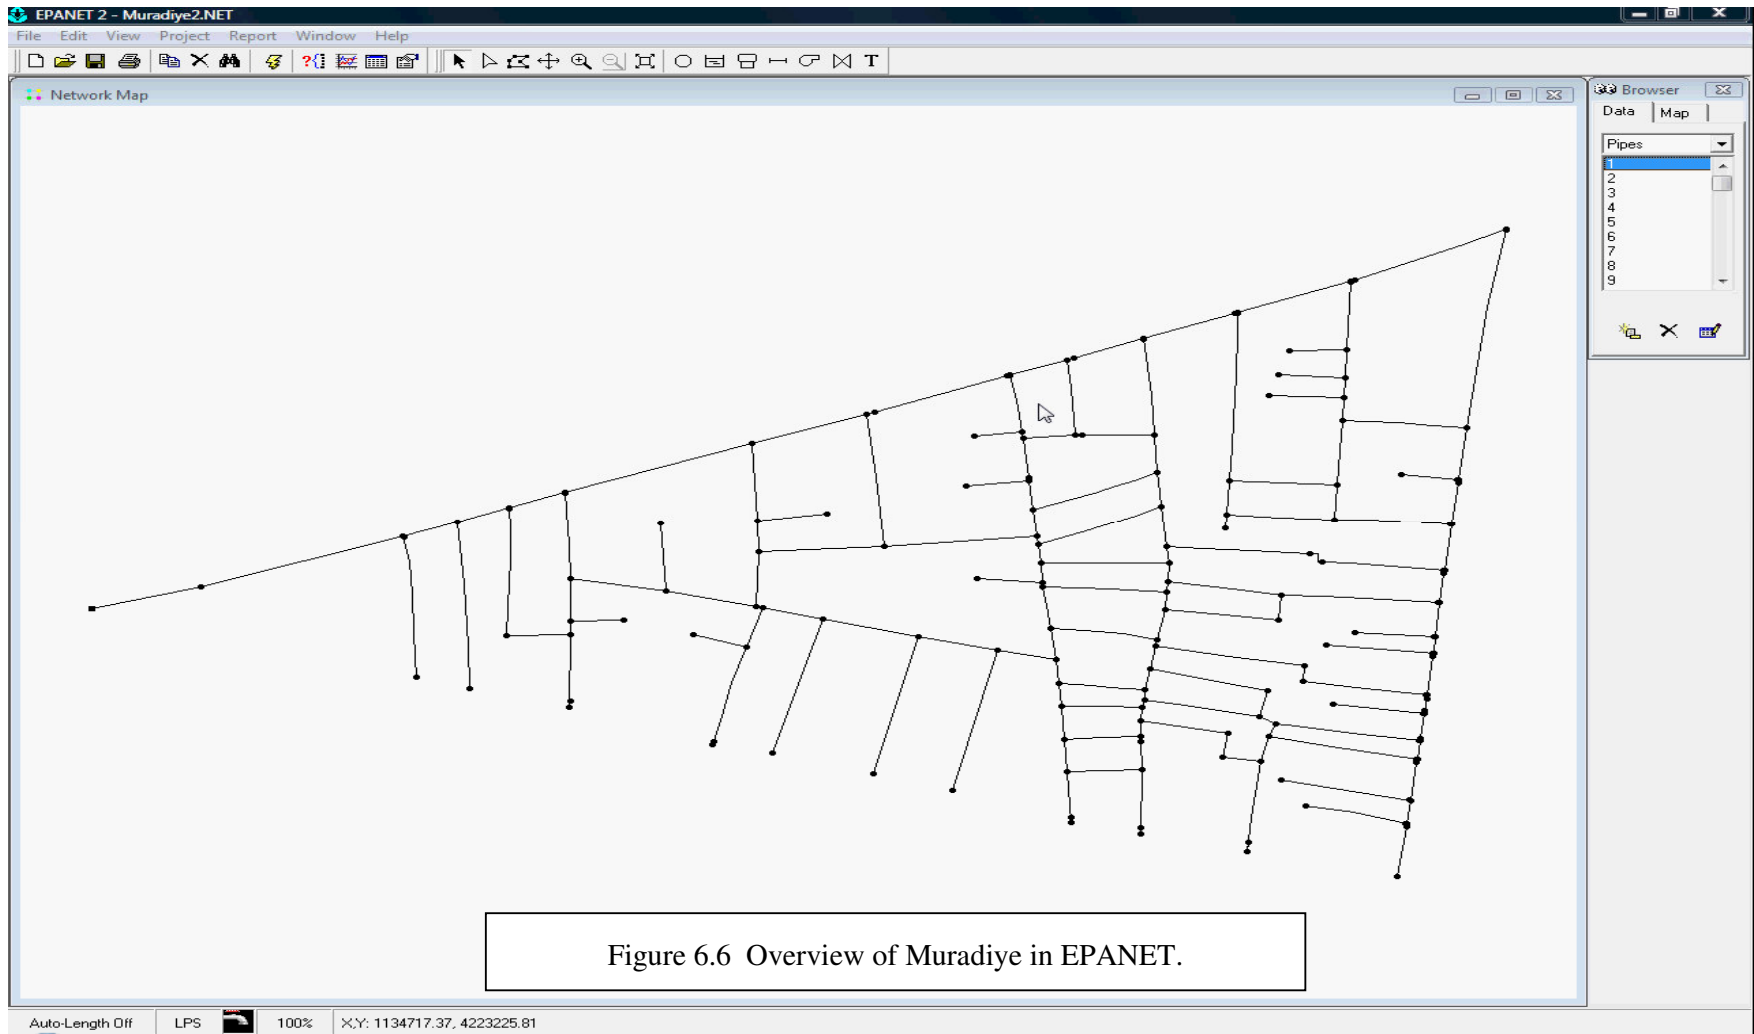 EPANET 2 - Muradiye2.NET
File Edit View Project Report Window Help
T
Network Map
Browser
Data Map
Pipes
1
2
3
4
5
6
7
8
9
Figure 6.6 Overview of Muradiye in EPANET.
Auto-Length Off LPS 100% X,Y: 1134717.37, 4223225.81